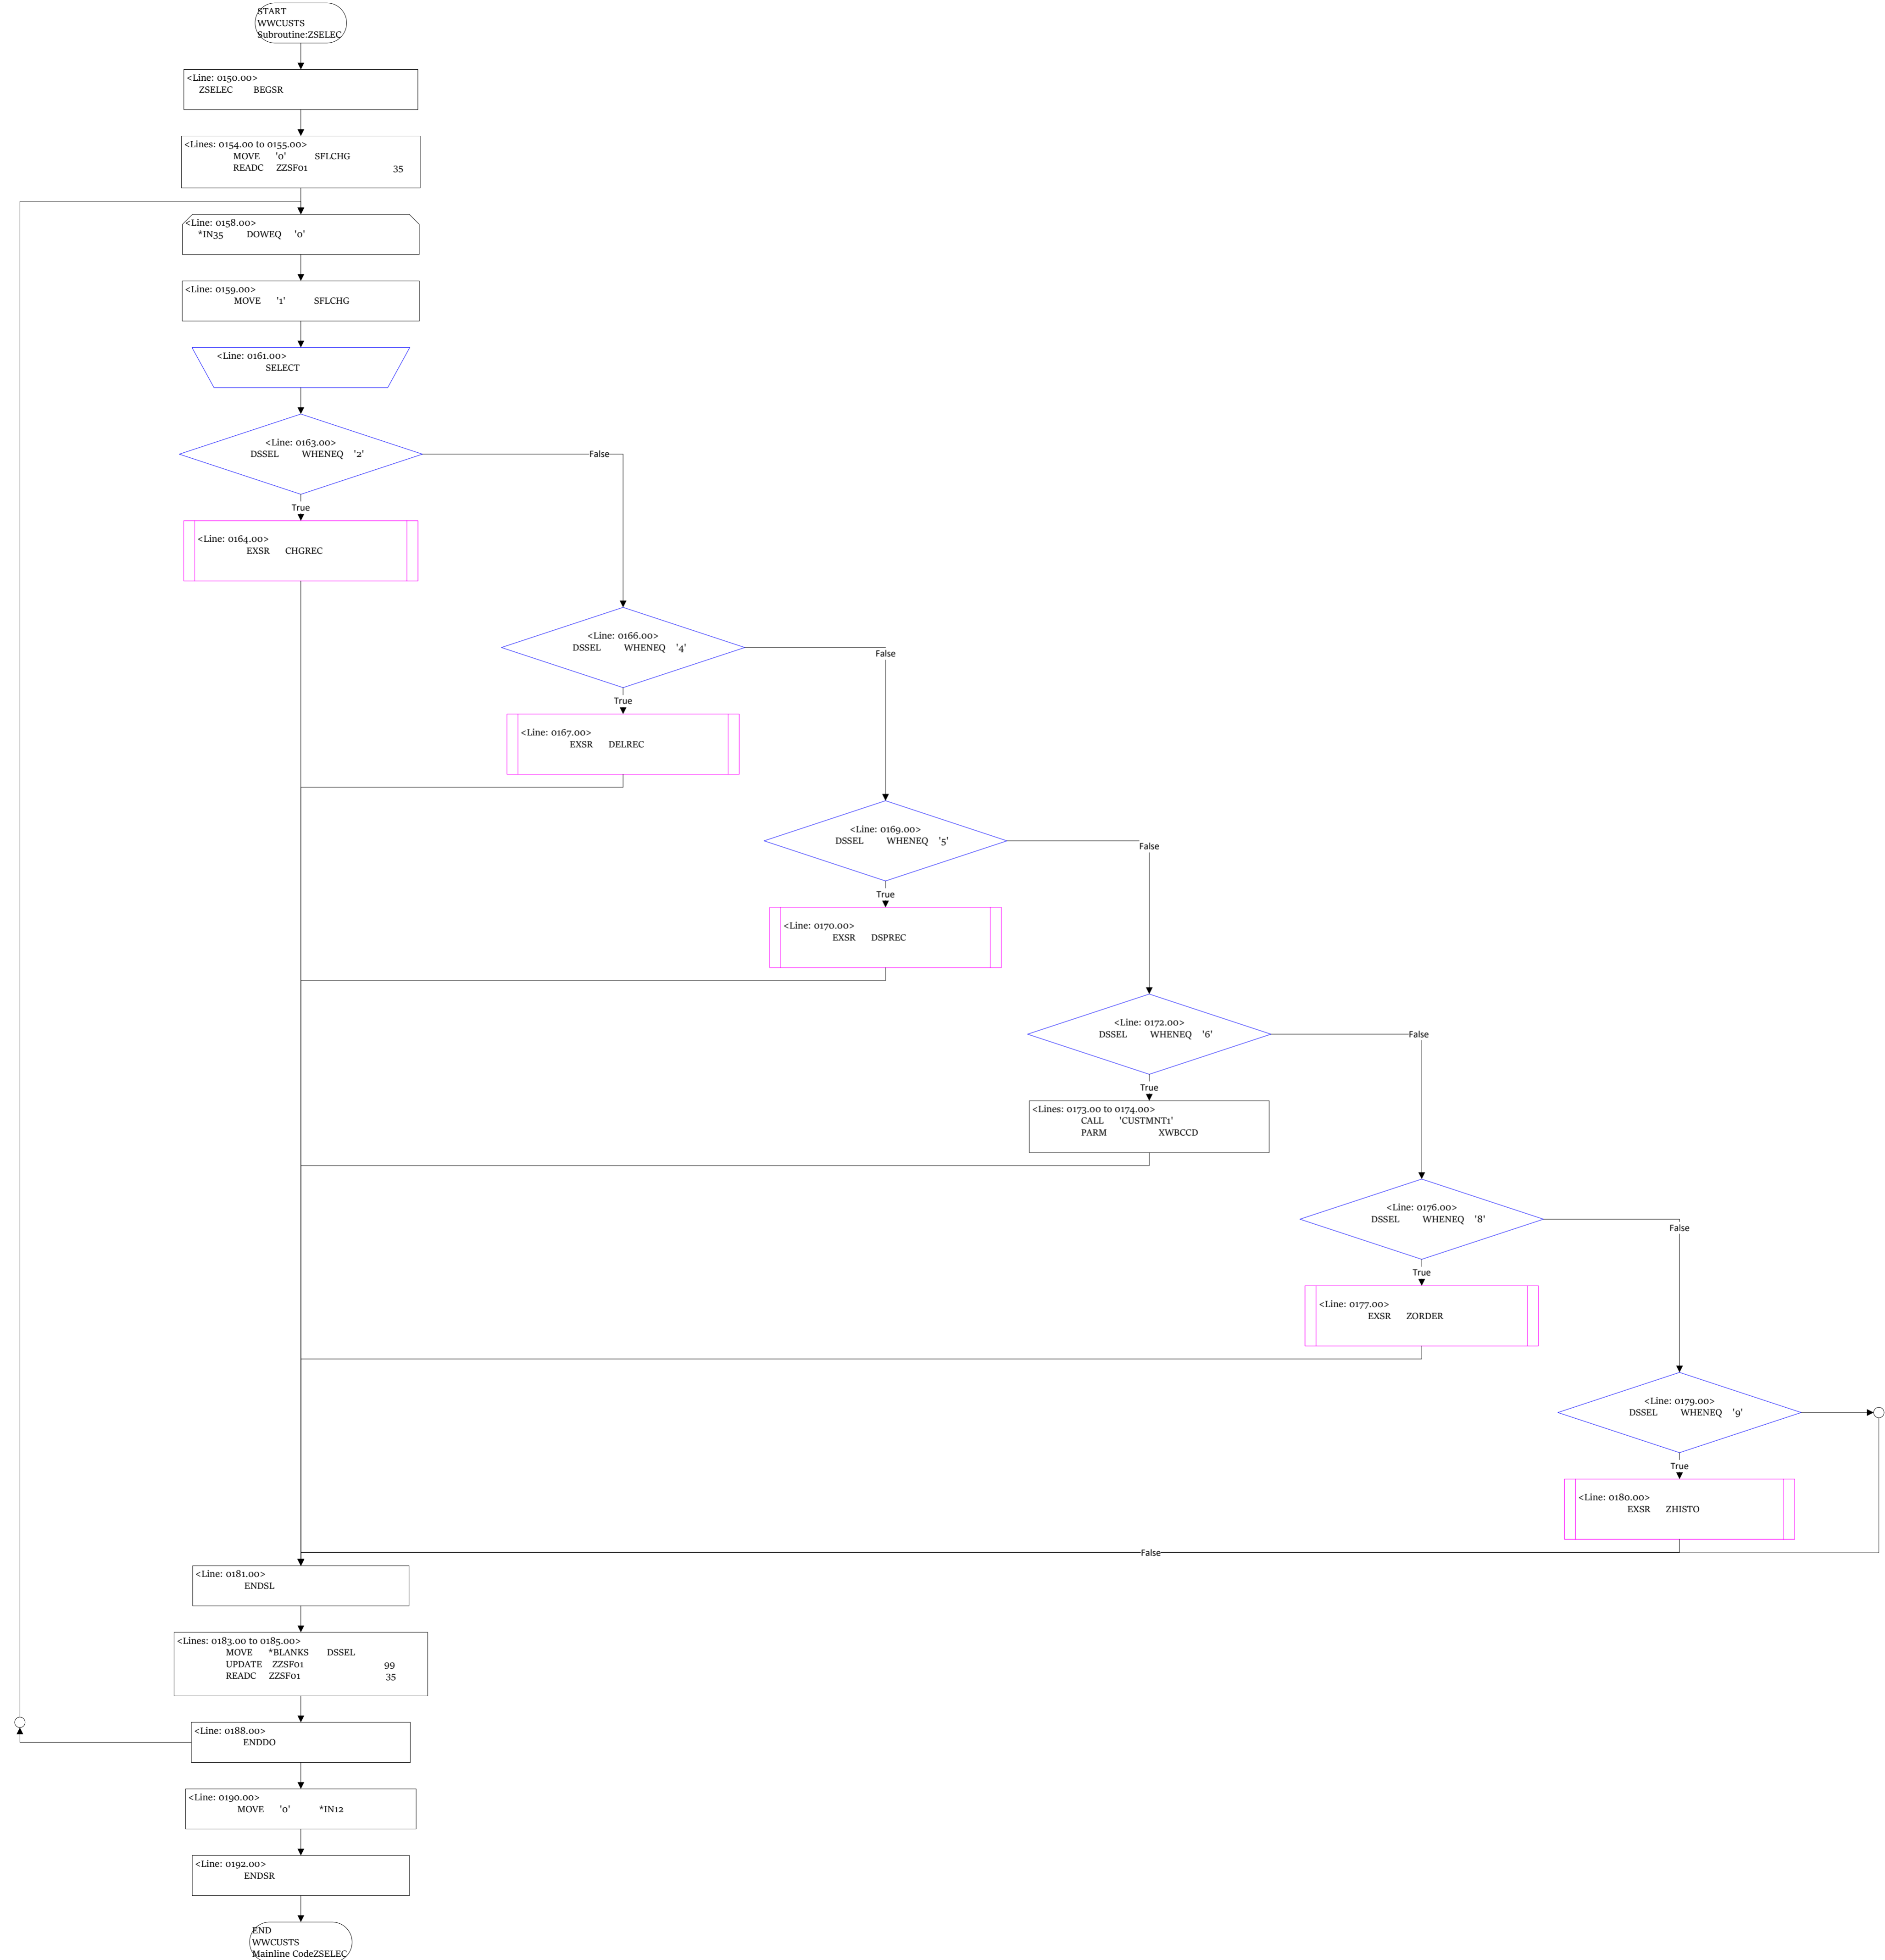 START
WWCUSTS
Subroutine:ZSELEC
<Line: 0150.00>
ZSELEC BEGSR
<Lines: 0154.00 to 0155.00>
MOVE '0' SFLCHG
READC ZZSF01 35
<Line: 0158.00>
*IN35 DOWEQ '0'
<Line: 0159.00>
MOVE '1' SFLCHG
<Line: 0161.00>
SELECT
<Line: 0163.00>
DSSEL WHENEQ '2'
False
True
<Line: 0164.00>
EXSR CHGREC
<Line: 0166.00>
DSSEL WHENEQ '4'
False
True
<Line: 0167.00>
EXSR DELREC
<Line: 0169.00>
DSSEL WHENEQ '5'
False
True
<Line: 0170.00>
EXSR DSPREC
<Line: 0172.00>
DSSEL WHENEQ '6'
False
True
<Lines: 0173.00 to 0174.00>
CALL 'CUSTMNT1'
PARM XWBCCD
<Line: 0176.00>
DSSEL WHENEQ '8'
False
True
<Line: 0177.00>
EXSR ZORDER
<Line: 0179.00>
DSSEL WHENEQ '9'
True
<Line: 0180.00>
EXSR ZHISTO
False
<Line: 0181.00>
ENDSL
<Lines: 0183.00 to 0185.00>
MOVE *BLANKS DSSEL
UPDATE ZZSF01 99
READC ZZSF01 35
<Line: 0188.00>
ENDDO
<Line: 0190.00>
MOVE '0' *IN12
<Line: 0192.00>
ENDSR
END
WWCUSTS
Mainline CodeZSELEC